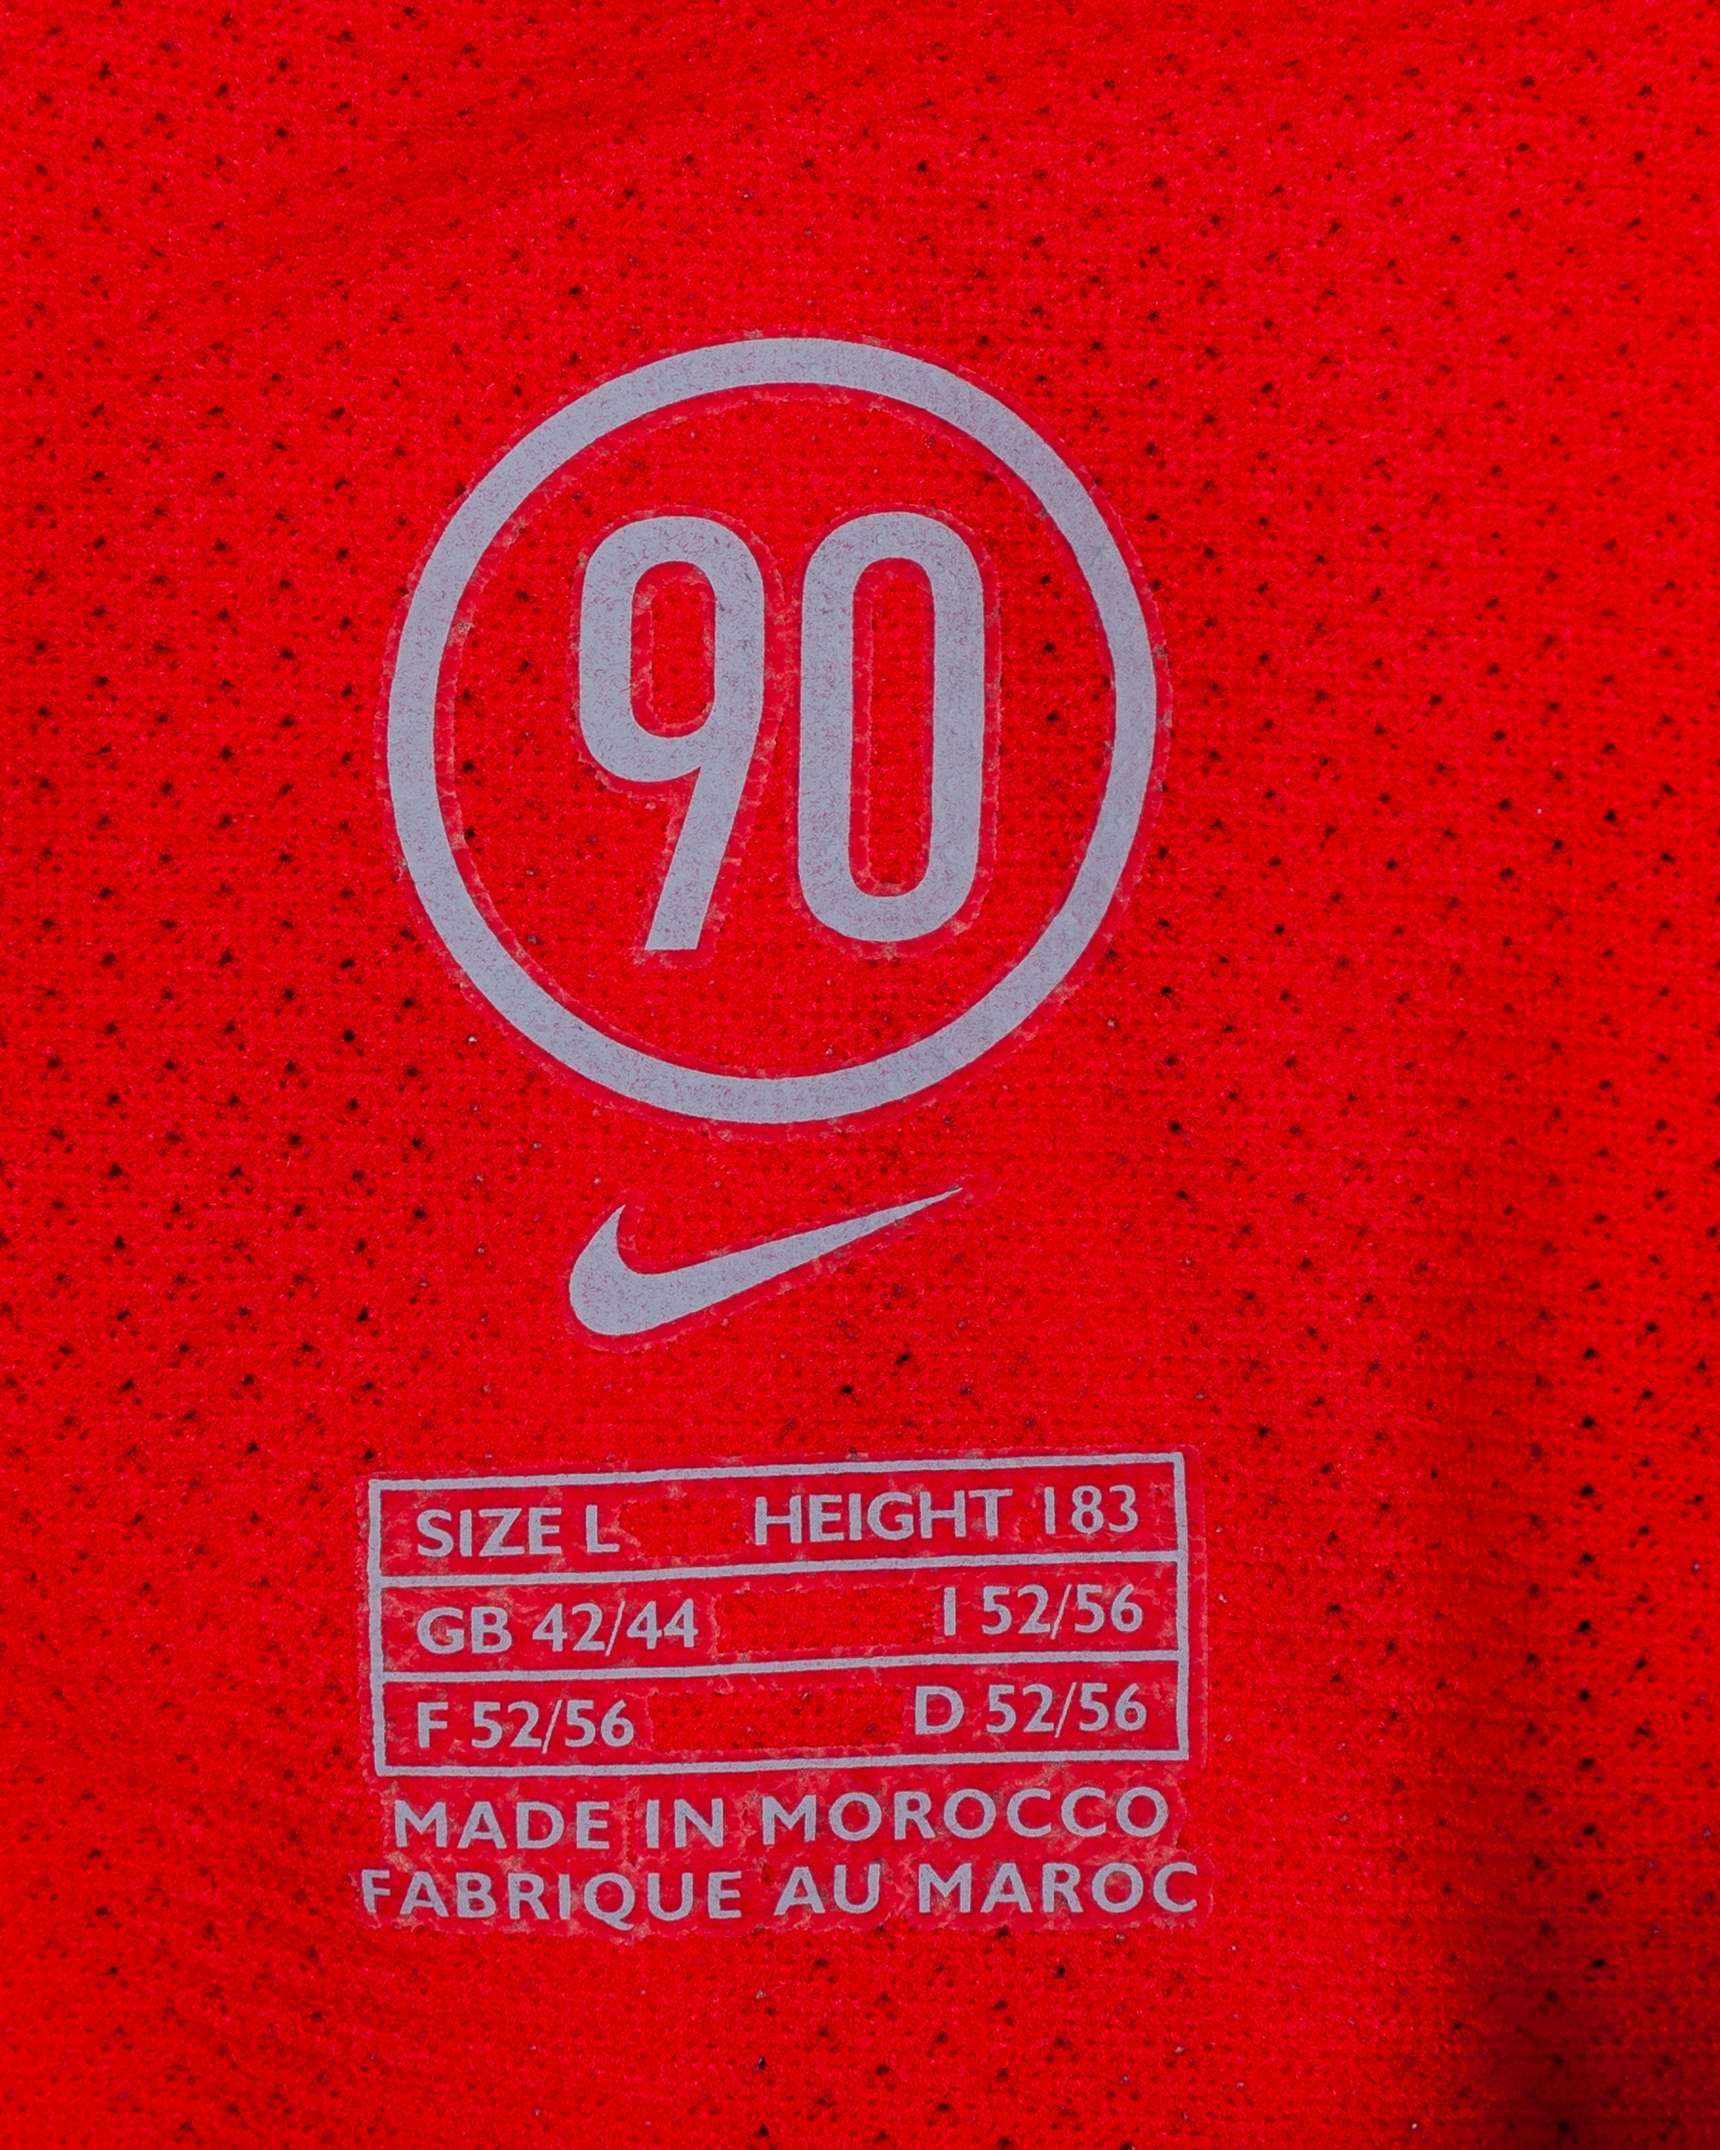 90
SIZE L HEIGHT 183
GB 42/44 I 52/56
F 52/56 D 52/56
MADE IN MOROCCO
FABRIQUE AU MAROC